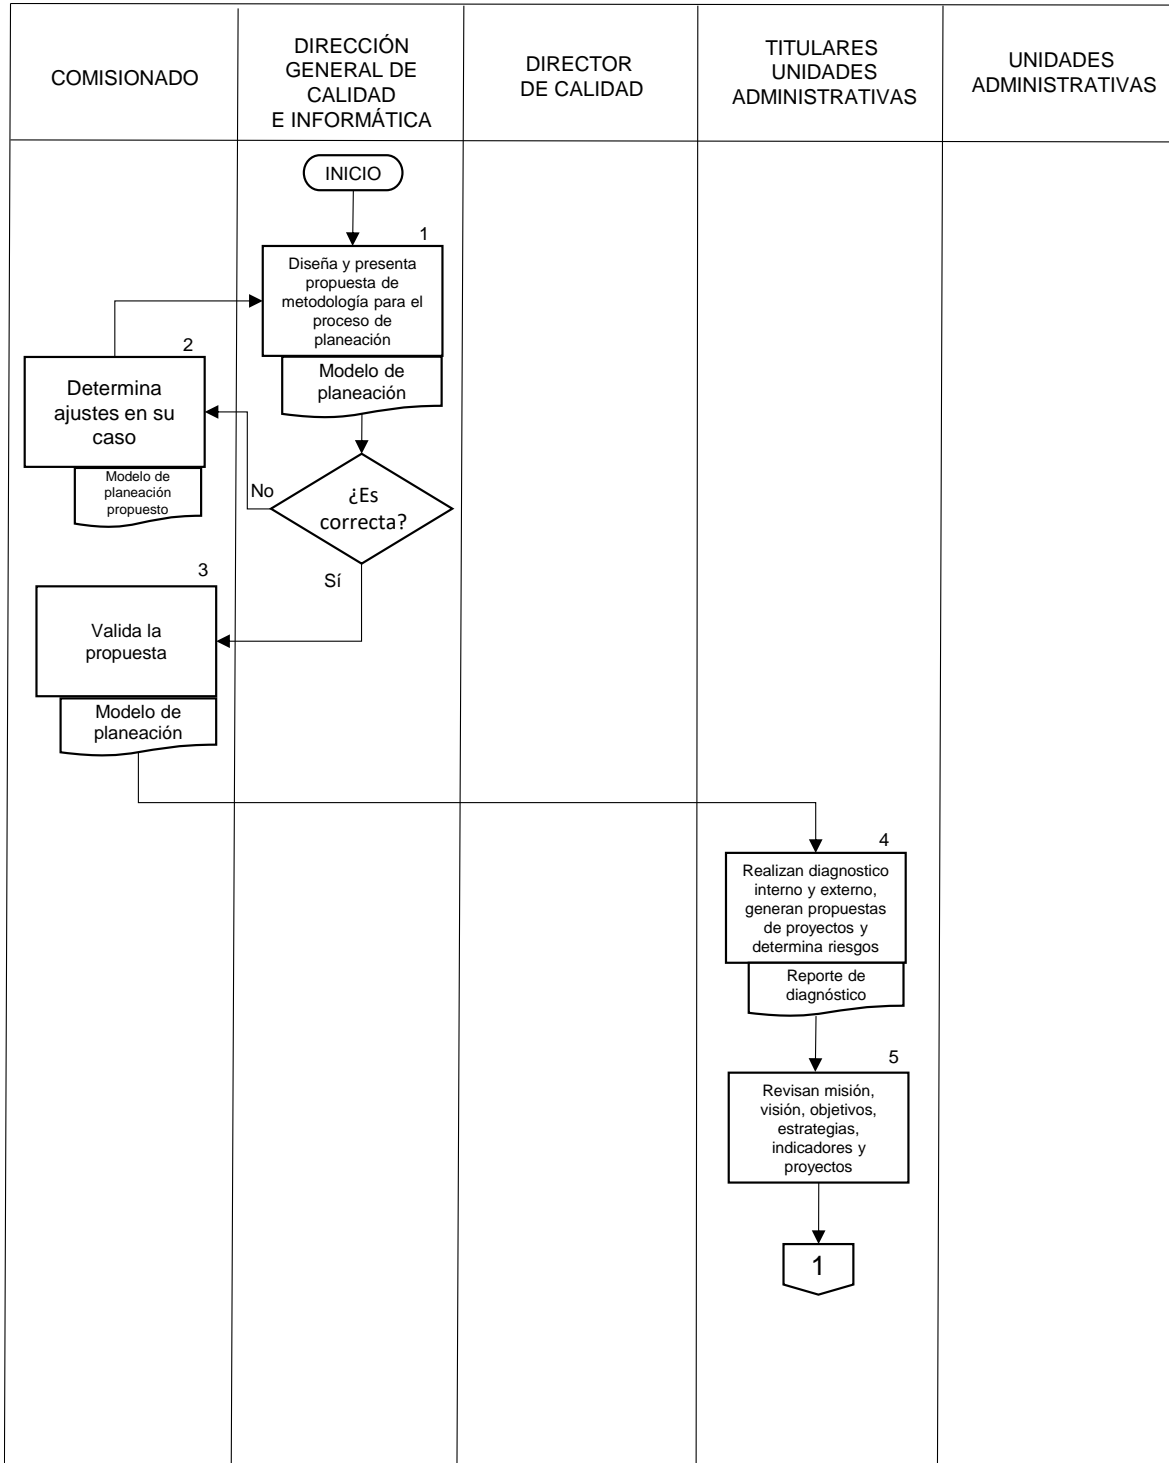 COMISIONADO
DIRECCIÓN
GENERAL DE
CALIDAD
E INFORMÁTICA
DIRECTOR
DE CALIDAD
TITULARES
UNIDADES
ADMINISTRATIVAS
UNIDADES
ADMINISTRATIVAS
INICIO
1
Diseña y presenta
propuesta de
metodología para el
proceso de
planeación
Modelo de
planeación
2
Determina
ajustes en su
caso
Modelo de
planeación
propuesto
No
¿Es
correcta?
Sí
3
Valida la
propuesta
Modelo de
planeación
4
Realizan diagnostico
interno y externo,
generan propuestas
de proyectos y
determina riesgos
Reporte de
diagnóstico
5
Revisan misión,
visión, objetivos,
estrategias,
indicadores y
proyectos
1